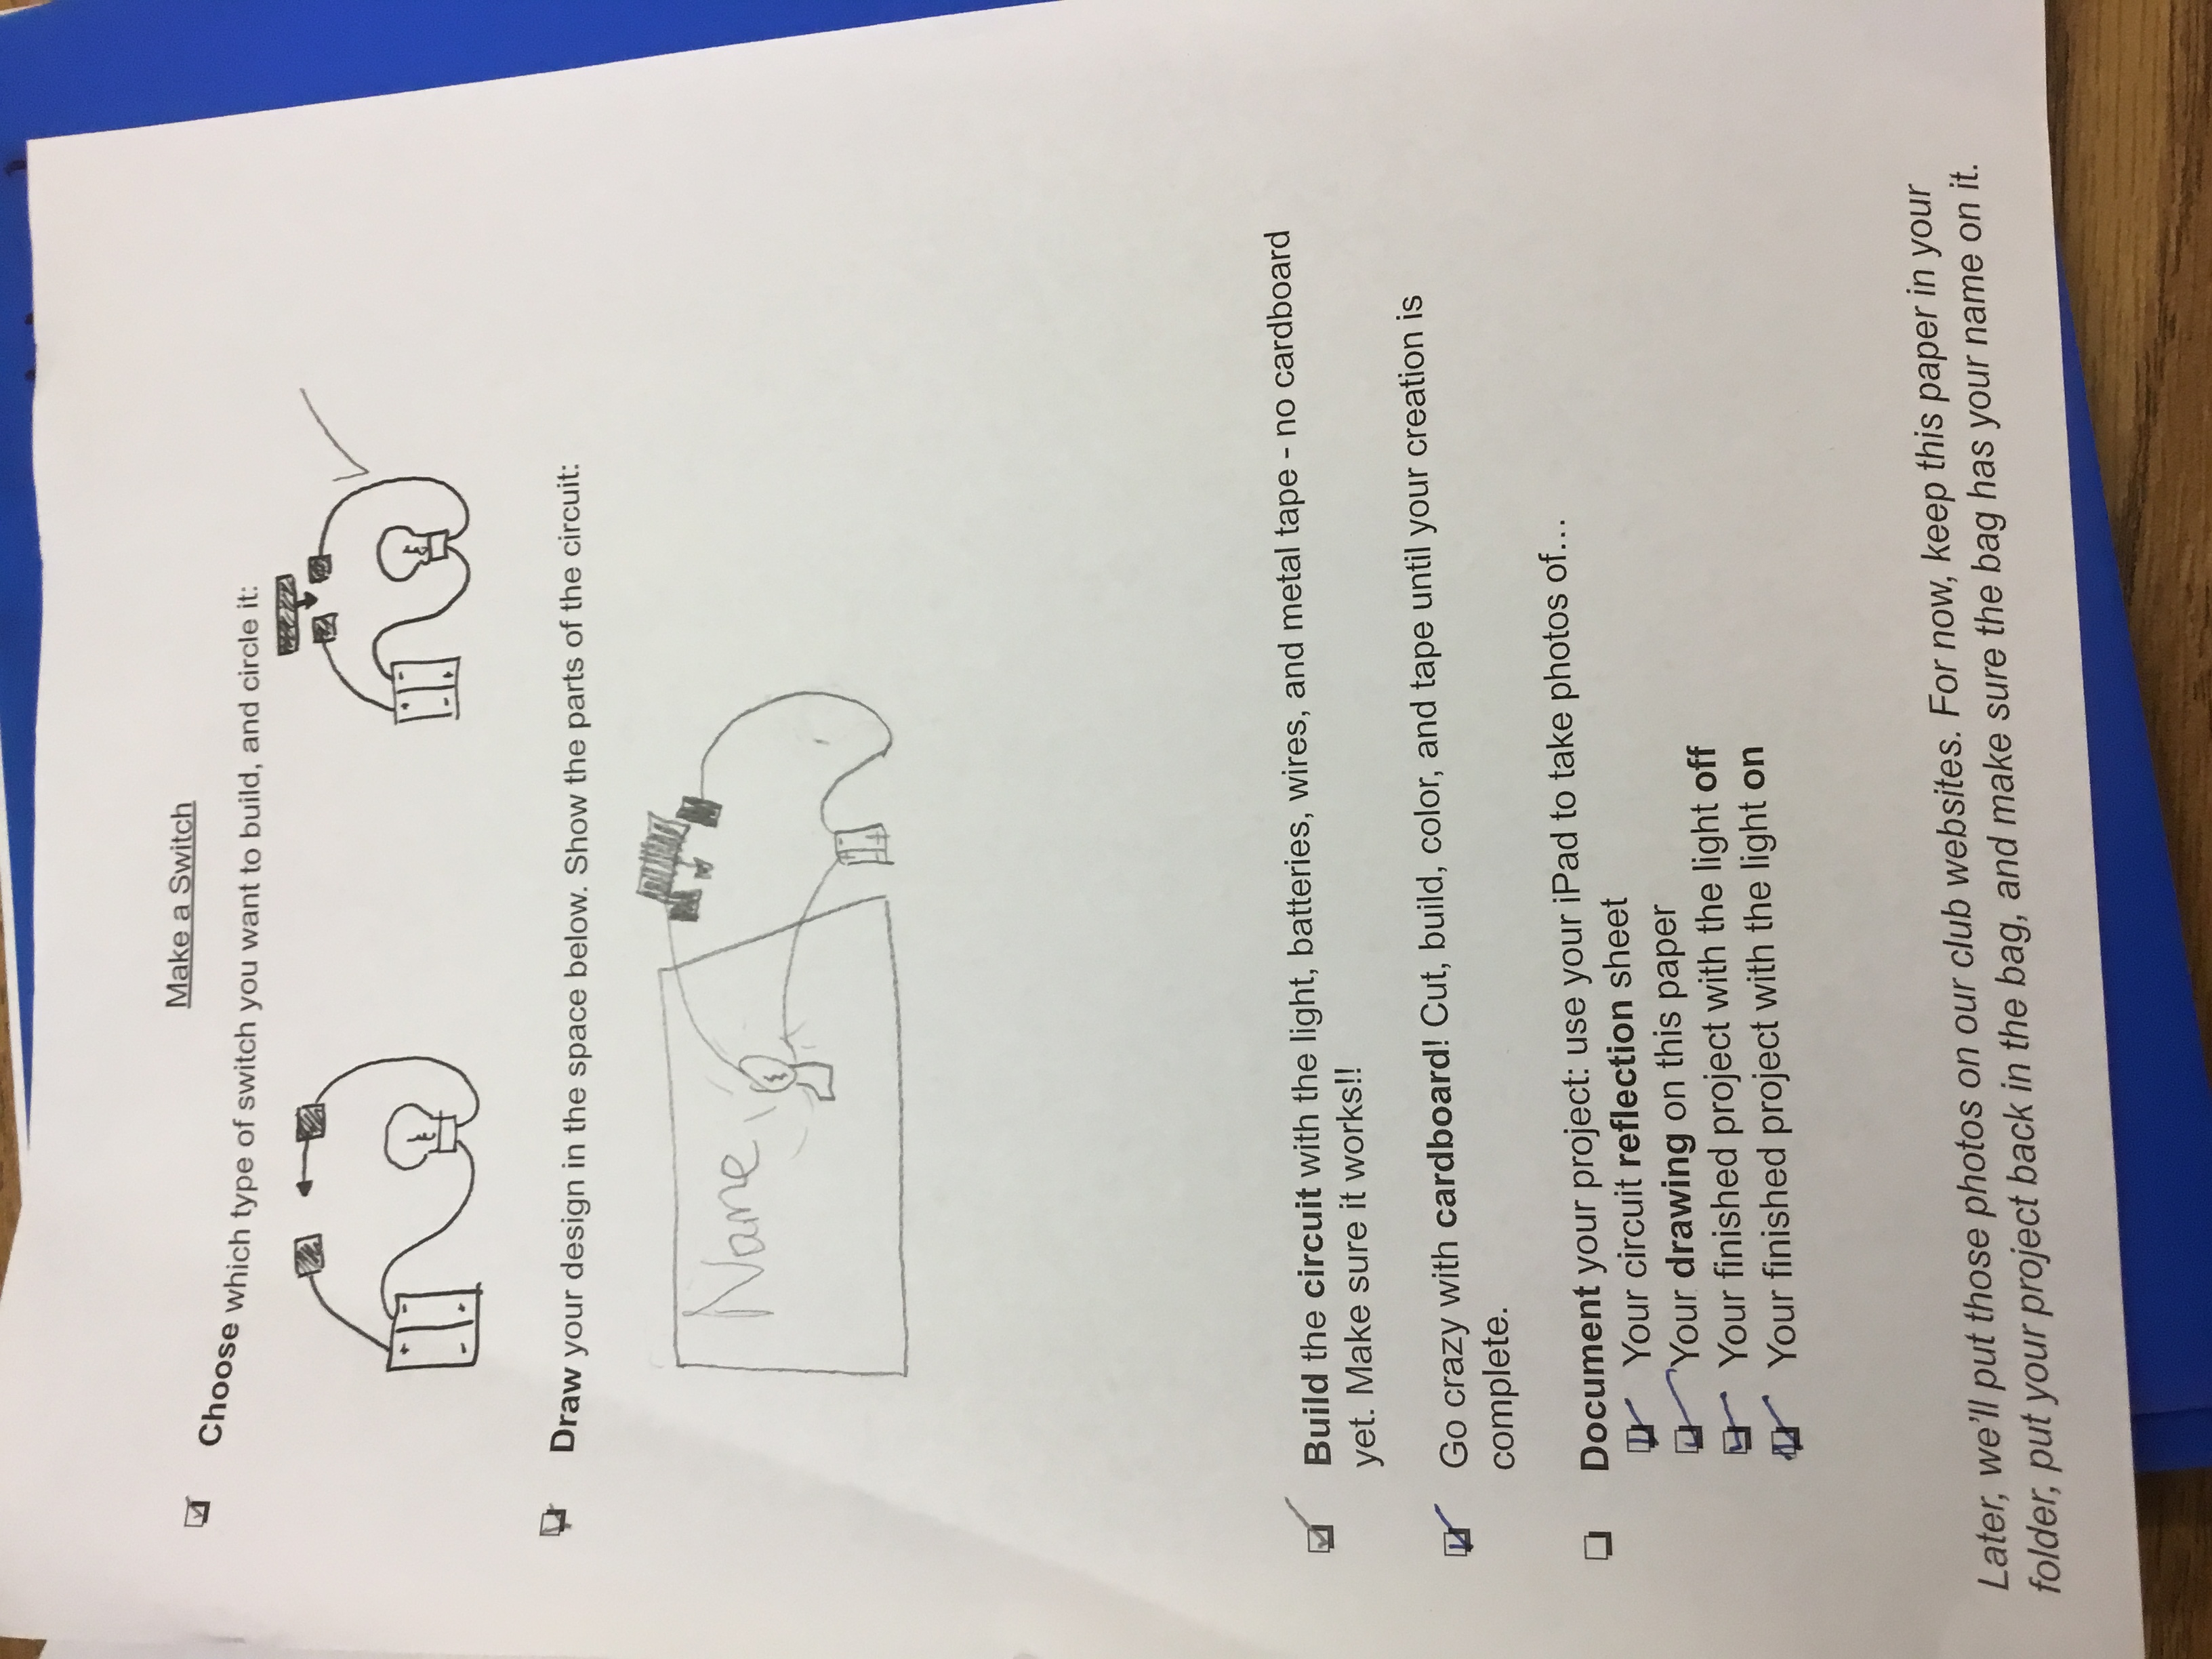 Make a Switch
Choose which type of switch you want to build, and circle it:
Draw your design in the space below. Show the parts of the circuit:
Name
Build the circuit with the light, batteries, wires, and metal tape - no cardboard
yet. Make sure it works!!
Go crazy with cardboard! Cut, build, color, and tape until your creation is
complete.
Document your project: use your iPad to take photos of...
Your circuit reflection sheet
Your drawing on this paper
Your finished project with the light off
Your finished project with the light on
Later, we'll put those photos on our club websites. For now, keep this paper in your
folder, put your project back in the bag, and make sure the bag has your name on it.